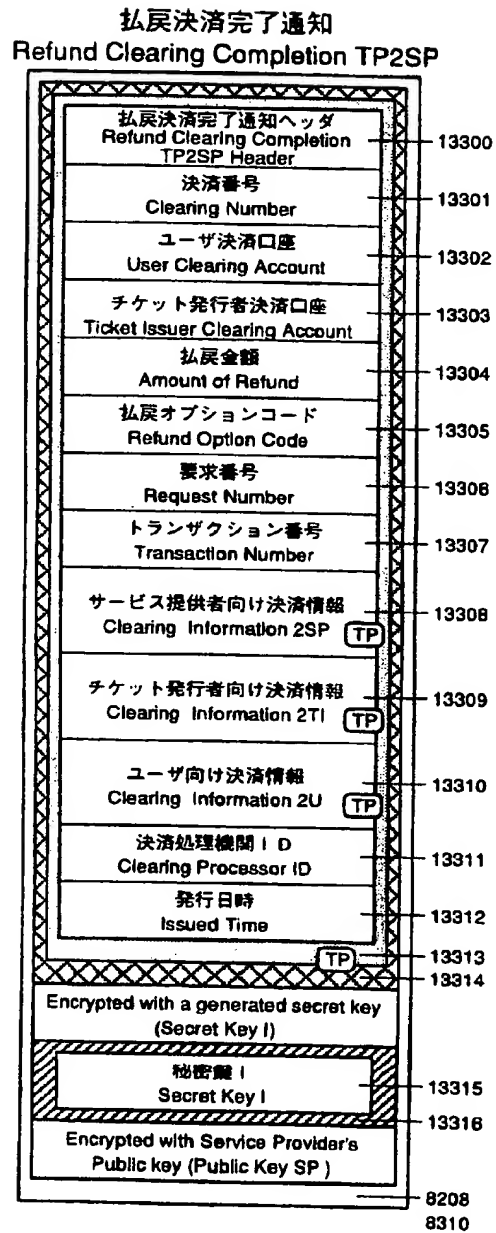 払戻決済完了通知
Refund Clearing Completion TP2SP
払戻決済完了通知ヘッダ
Refund Clearing Completion
TP2SP Header
13300
決済番号
Clearing Number
13301
ユーザ決済口座
User Clearing Account
13302
チケット発行者決済口座
Ticket Issuer Clearing Account
13303
払戻金額
Amount of Refund
13304
払戻オプションコード
Refund Option Code
13305
要求番号
Request Number
13306
トランザクション番号
Transaction Number
13307
サービス提供者向け決済情報
Clearing Information 2SP
TP
13308
チケット発行者向け決済情報
Clearing Information 2TI
TP
13309
ユーザ向け決済情報
Clearing Information 2U
TP
13310
決済処理機関ID
Clearing Processor ID
13311
発行日時
Issued Time
13312
TP
13313
13314
Encrypted with a generated secret key
(Secret Key I)
秘密鍵 I
Secret Key I
13315
13316
Encrypted with Service Provider's
Public key (Public Key SP )
8208
8310